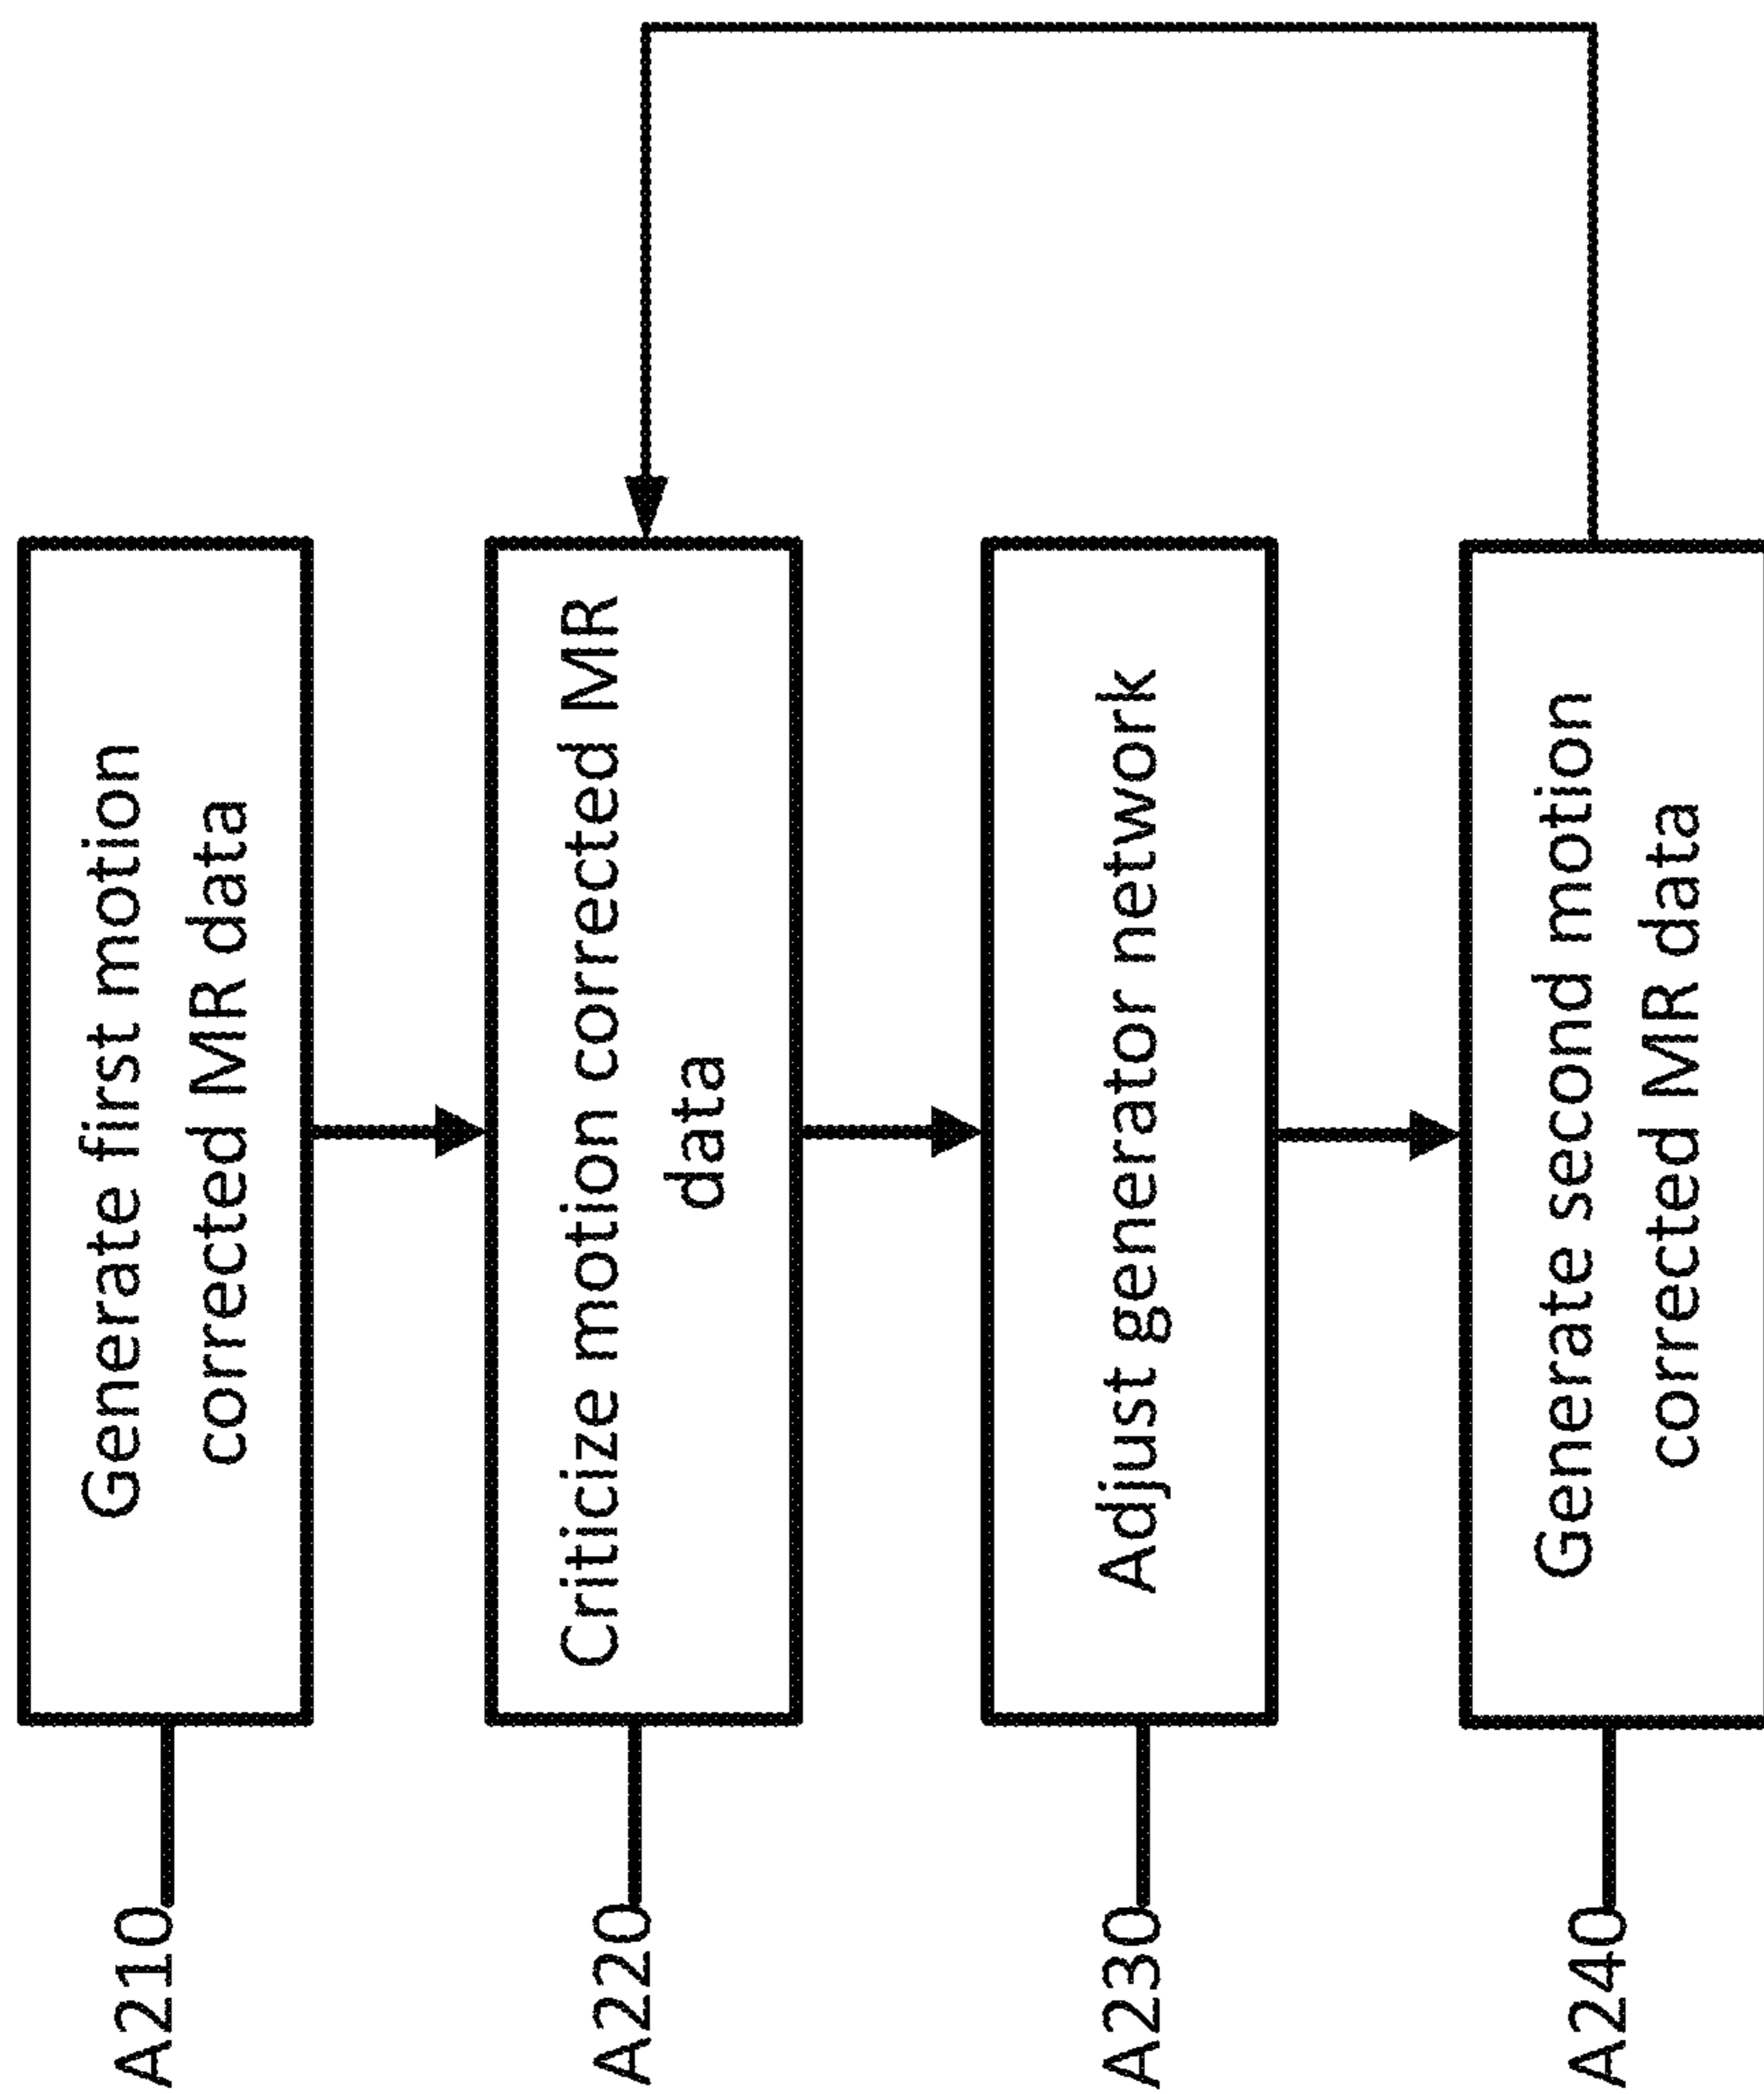 A210
Generate first motion
corrected MR data
A220
Criticize motion corrected MR
data
A230
Adjust generator network
A240
Generate second motion
corrected MR data